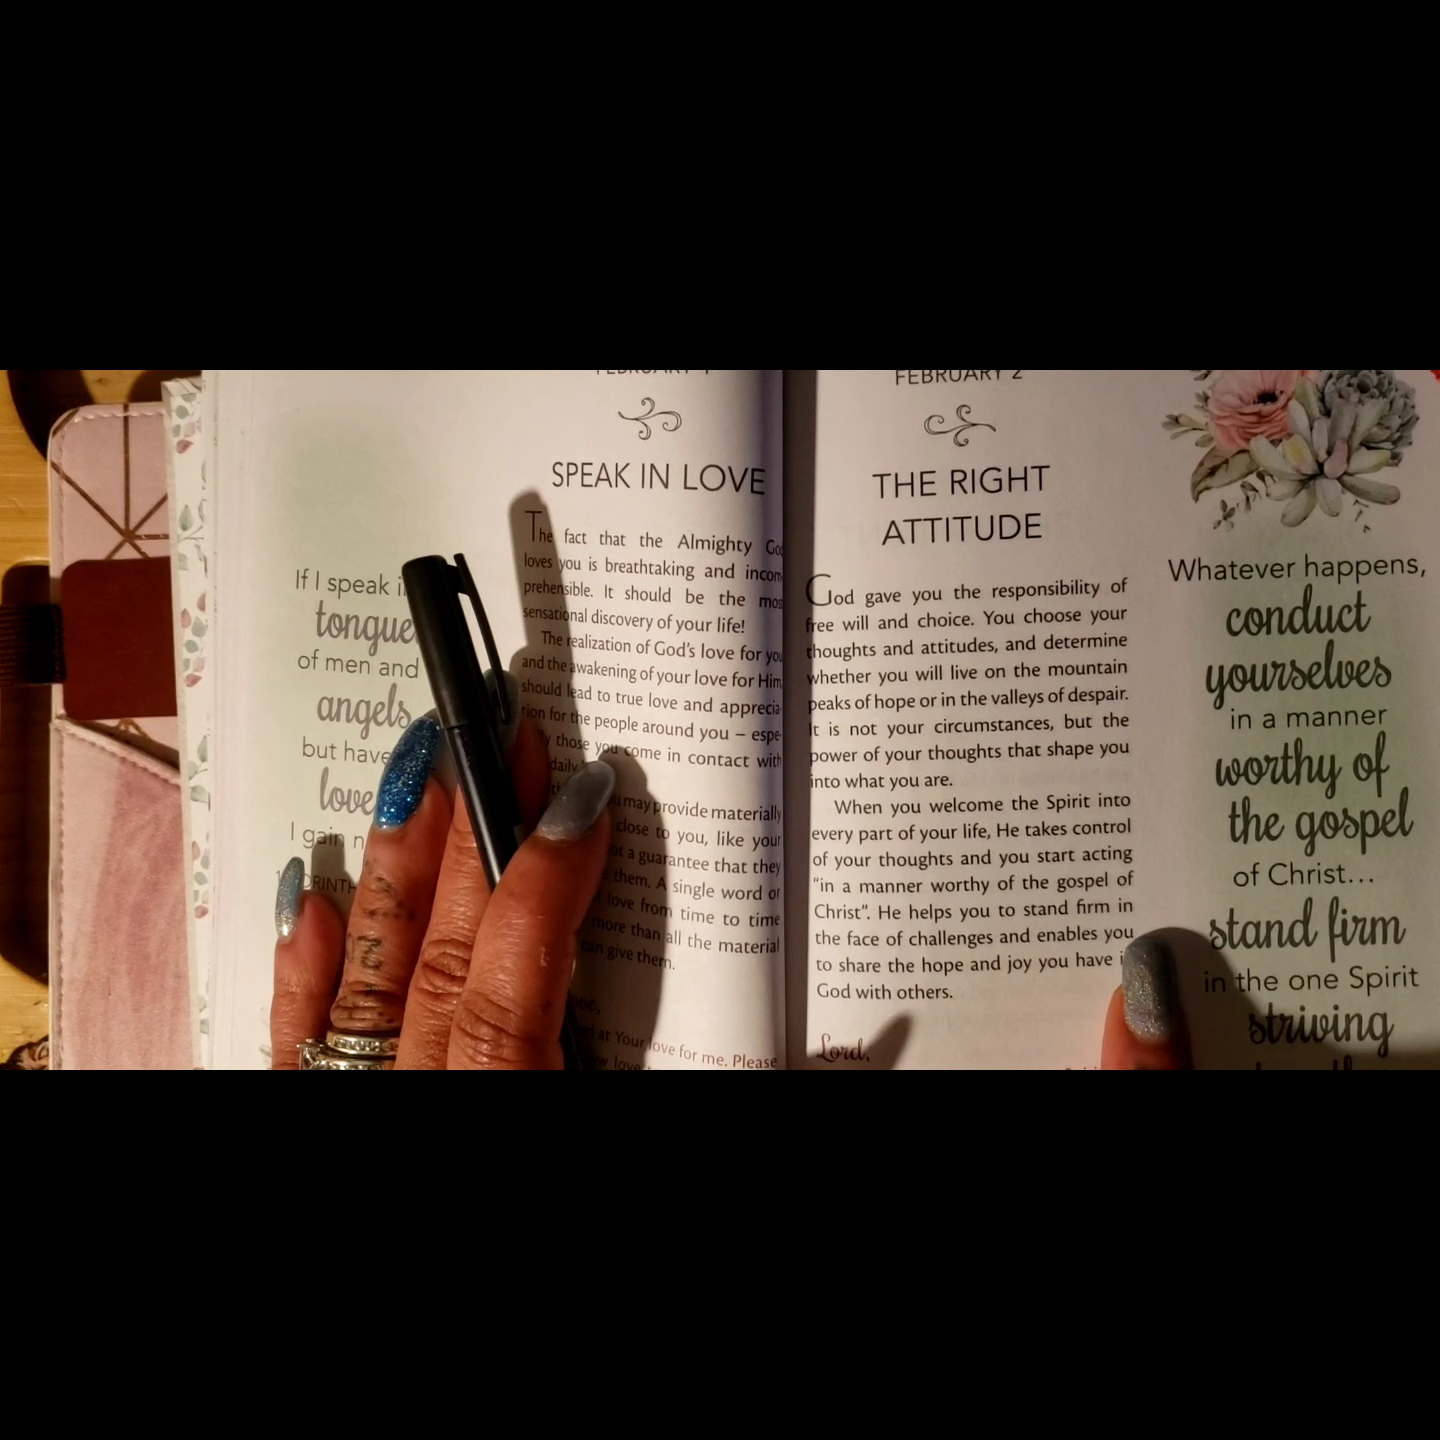 If I speak
tongue
of men and
angels
but have
love
I gain
SPEAK IN LOVE
The fact that the Almighty
loves you is breathtaking and incom
prehensible. It should be the mos
sensational discovery of your life!
The realization of God's love for you
and the awakening of your love for Him
should lead to true love and apprecia-
tion for the people around you – espe-
those you come in contact with
daily
may provide materially
close to you, like your
a guarantee that they
them. A single word or
love from time to time
more than all the material
can give them.
at Your love for me. Please
love
FEBRUARY 2
THE RIGHT
ATTITUDE
God gave you the responsibility of
free will and choice. You choose your
thoughts and attitudes, and determine
whether you will live on the mountain
peaks of hope or in the valleys of despair.
It is not your circumstances, but the
power of your thoughts that shape you
into what you are.
When you welcome the Spirit into
every part of your life, He takes control
of your thoughts and you start acting
"in a manner worthy of the gospel of
Christ". He helps you to stand firm in
the face of challenges and enables you
to share the hope and joy you have
God with others.
Lord,
Whatever happens,
conduct
yourselves
in a manner
worthy of
the gospel
of Christ...
stand firm
in the one Spirit
striving